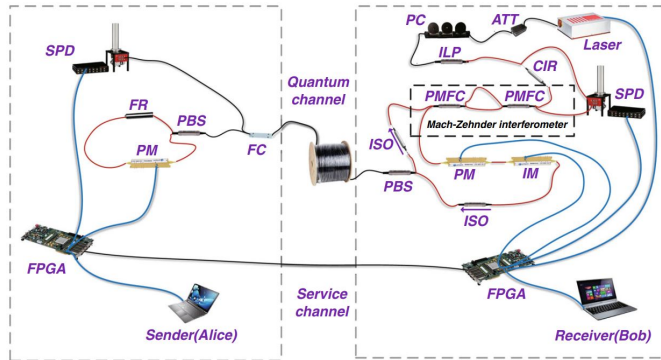 PC
ATT
Laser
SPD
ILP
CIR
SPD
Quantum
channel
FR
PBS
PMFC
PMFC
Mach-Zehnder interferometer
PM
FC
ISO
PM
IM
PBS
ISO
FPGA
FPGA
Service
channel
Sender(Alice)
Receiver(Bob)